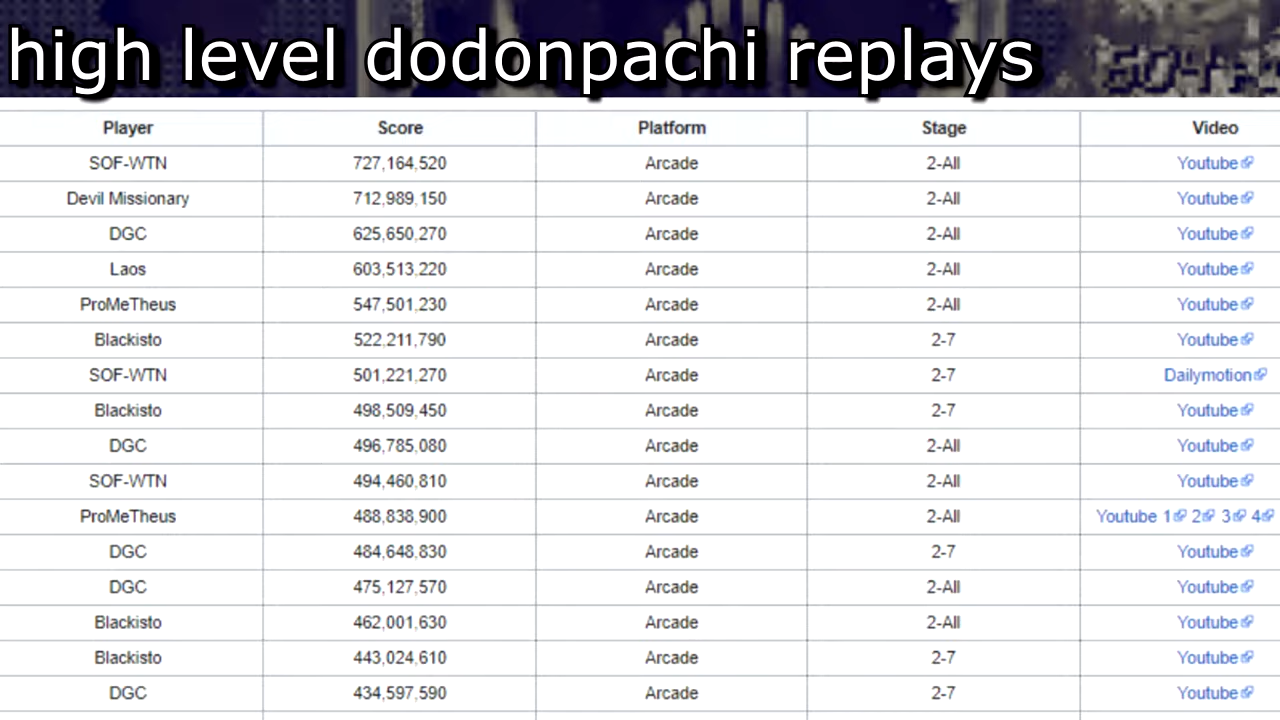 high level dodonpachi replays
Player Score Platform Stage Video
SOF-WTN 727,164,520 Arcade 2-All Youtube
Devil Missionary 712,989,150 Arcade 2-All Youtube
DGC 625,650,270 Arcade 2-All Youtube
Laos 603,513,220 Arcade 2-All Youtube
ProMeTheus 547,501,230 Arcade 2-All Youtube
Blackisto 522,211,790 Arcade 2-7 Youtube
SOF-WTN 501,221,270 Arcade 2-7 Dailymotion
Blackisto 498,509,450 Arcade 2-7 Youtube
DGC 496,785,080 Arcade 2-All Youtube
SOF-WTN 494,460,810 Arcade 2-All Youtube
ProMeTheus 488,838,900 Arcade 2-All Youtube 1 2 3 4
DGC 484,648,830 Arcade 2-7 Youtube
DGC 475,127,570 Arcade 2-All Youtube
Blackisto 462,001,630 Arcade 2-All Youtube
Blackisto 443,024,610 Arcade 2-7 Youtube
DGC 434,597,590 Arcade 2-7 Youtube